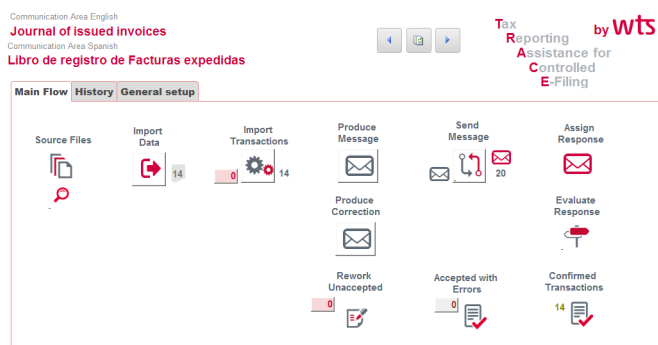 Communication Area English
Journal of issued invoices
Communication Area Spanish
Libro de registro de Facturas expedidas
Tax
Reporting
Assistance for
Controlled
E-Filing
by wts
Main Flow
History
General setup
Source Files
Import
Data
14
Import
Transactions
0
14
Produce
Message
Send
Message
20
Assign
Response
Produce
Correction
Evaluate
Response
Rework
Unaccepted
0
Accepted with
Errors
0
Confirmed
Transactions
14